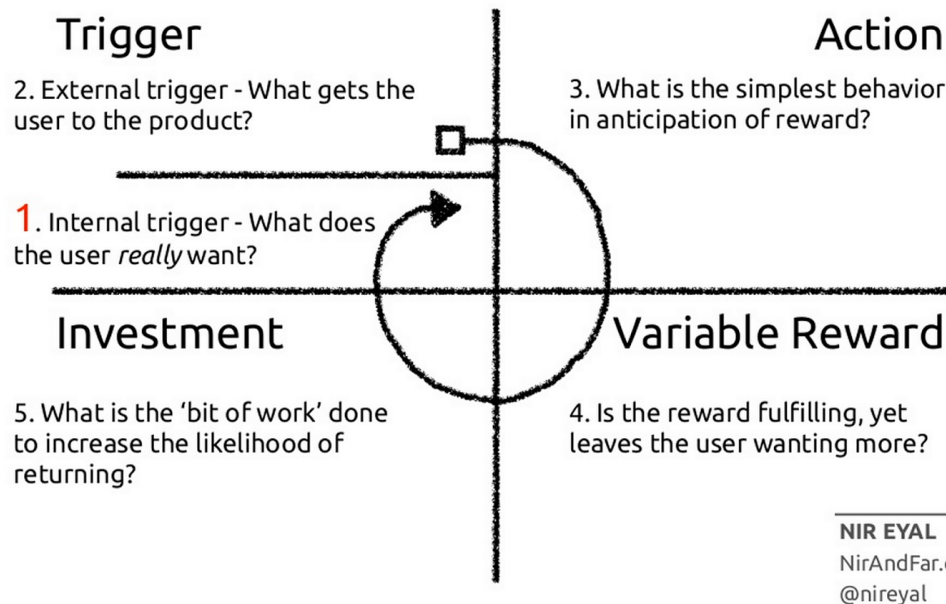 Trigger
2. External trigger - What gets the
user to the product?
1. Internal trigger - What does
the user really want?
Action
3. What is the simplest behavior
in anticipation of reward?
Investment
5. What is the ‘bit of work’ done
to increase the likelihood of
returning?
Variable Reward
4. Is the reward fulfilling, yet
leaves the user wanting more?
NIR EYAL
NirAndFar.
@nireyal